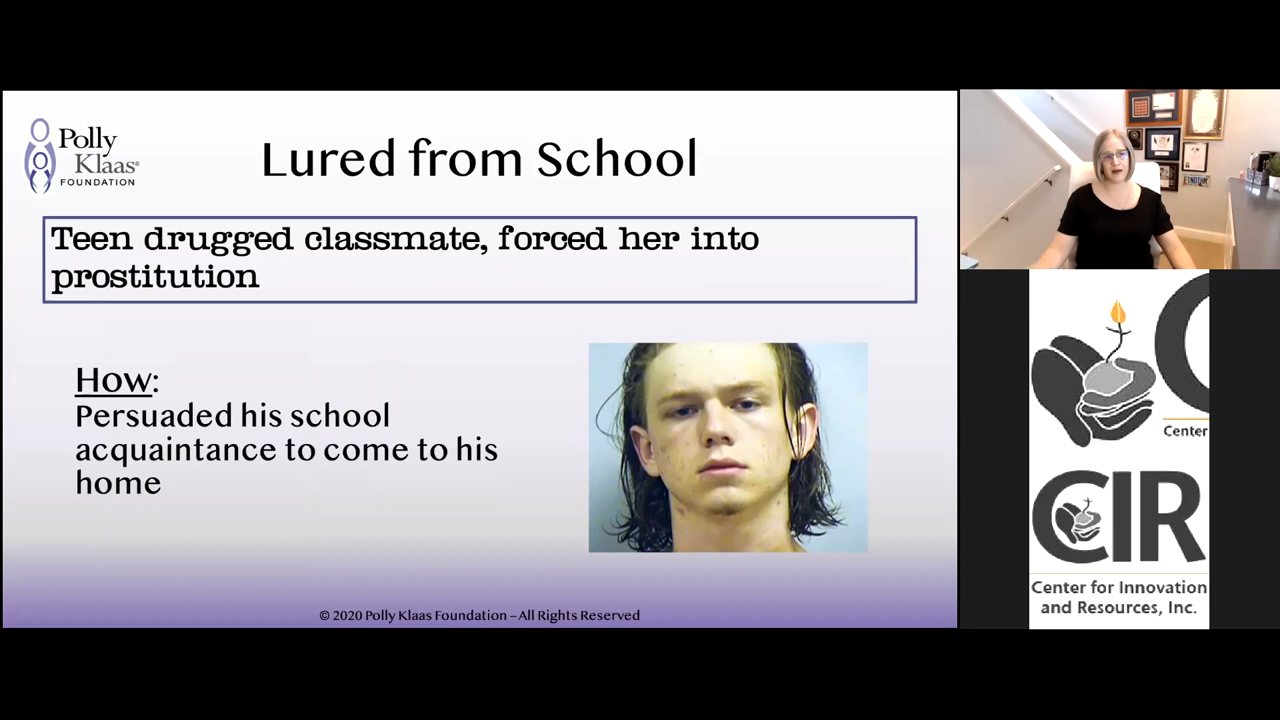 Polly
Klaas®
FOUNDATION
Lured from School
Teen drugged classmate, forced her into
prostitution
How:
Persuaded his school
acquaintance to come to his
home
© 2020 Polly Klaas Foundation – All Rights Reserved
C
Center
CIR
Center for Innovation
and Resources, Inc.